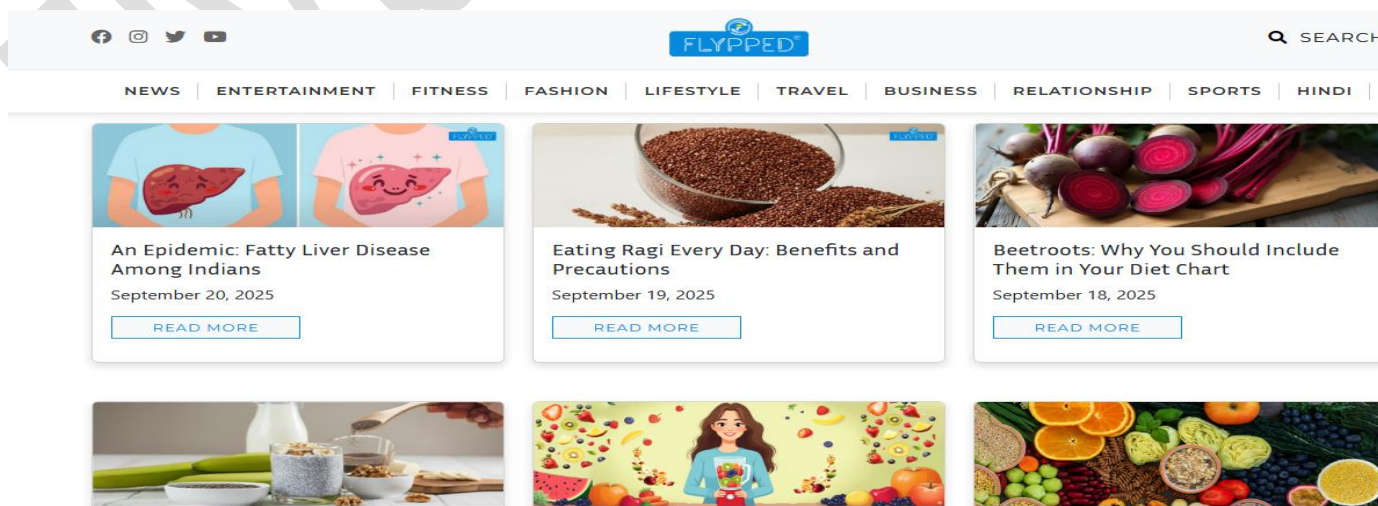 FLYPPED
SEARCH
NEWS ENTERTAINMENT FITNESS FASHION LIFESTYLE TRAVEL BUSINESS RELATIONSHIP SPORTS HINDI
FLYPPED
FLYPPED
An Epidemic: Fatty Liver Disease
Among Indians
September 20, 2025
READ MORE
Eating Ragi Every Day: Benefits and
Precautions
September 19, 2025
READ MORE
Beetroots: Why You Should Include
Them in Your Diet Chart
September 18, 2025
READ MORE